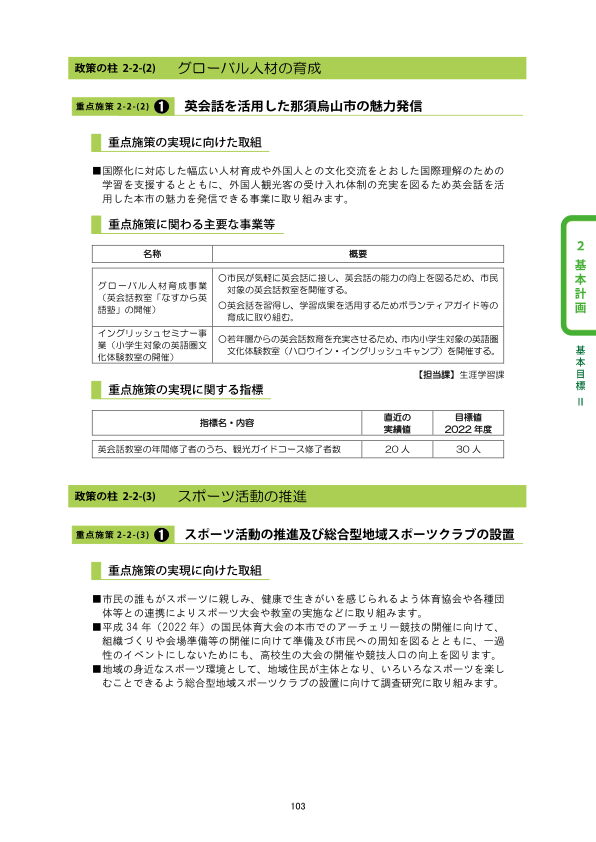 政策の柱 2-2-(2) グローバル人材の育成
重点施策 2-2-(2) ❶ 英会話を活用した那須烏山市の魅力発信
重点施策の実現に向けた取組
■国際化に対応した幅広い人材育成や外国人との文化交流をとおした国際理解のための
学習を支援するとともに、外国人観光客の受け入れ体制の充実を図るため英会話を活
用した本市の魅力を発信できる事業に取り組みます。
重点施策に関わる主要な事業等
名称 概要
グローバル人材育成事業
（英会話教室「なすから英
語塾」の開催）
○市民が気軽に英会話に接し、英会話の能力の向上を図るため、市民
対象の英会話教室を開催する。
○英会話を習得し、学習成果を活用するためボランティアガイド等の
育成に取り組む。
イングリッシュセミナー事
業（小学生対象の英語圏文
化体験教室の開催）
○若年層からの英会話教育を充実させるため、市内小学生対象の英語圏
文化体験教室（ハロウイン・イングリッシュキャンプ）を開催する。
【担当課】生涯学習課
重点施策の実現に関する指標
指標名・内容
直近の
実績値
目標値
2022 年度
英会話教室の年間修了者のうち、観光ガイドコース修了者数 20 人 30 人
政策の柱 2-2-(3) スポーツ活動の推進
重点施策 2-2-(3) ❶ スポーツ活動の推進及び総合型地域スポーツクラブの設置
重点施策の実現に向けた取組
■市民の誰もがスポーツに親しみ、健康で生きがいを感じられるよう体育協会や各種団
体等との連携によりスポーツ大会や教室の実施などに取り組みます。
■平成 34 年（2022 年）の国民体育大会の本市でのアーチェリー競技の開催に向けて、
組織づくりや会場準備等の開催に向けて準備及び市民への周知を図るとともに、一過
性のイベントにしないためにも、高校生の大会の開催や競技人口の向上を図ります。
■地域の身近なスポーツ環境として、地域住民が主体となり、いろいろなスポーツを楽し
むことできるよう総合型地域スポーツクラブの設置に向けて調査研究に取り組みます。
2 基本計画
基本目標 Ⅱ
103